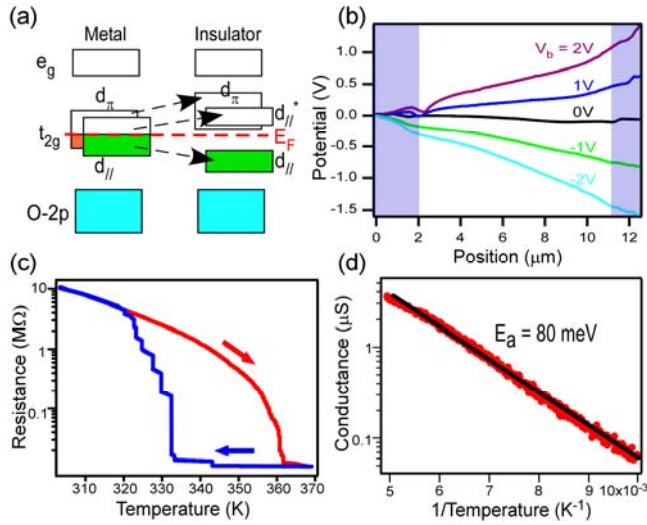 (a)
Metal Insulator
e_g
d_π d_π
d_//*
t_2g
E_F
d_// d_//
O-2p
(b)
V_b = 2V
1V
0V
-1V
-2V
1.0
0.5
0.0
-0.5
-1.0
-1.5
Potential (V)
0 2 4 6 8 10 12
Position (μm)
(c)
10
1
0.1
Resistance (MΩ)
310 320 330 340 350 360 370
Temperature (K)
(d)
E_a = 80 meV
1
0.1
Conductance (μS)
5 6 7 8 9 10x10⁻³
1/Temperature (K⁻¹)